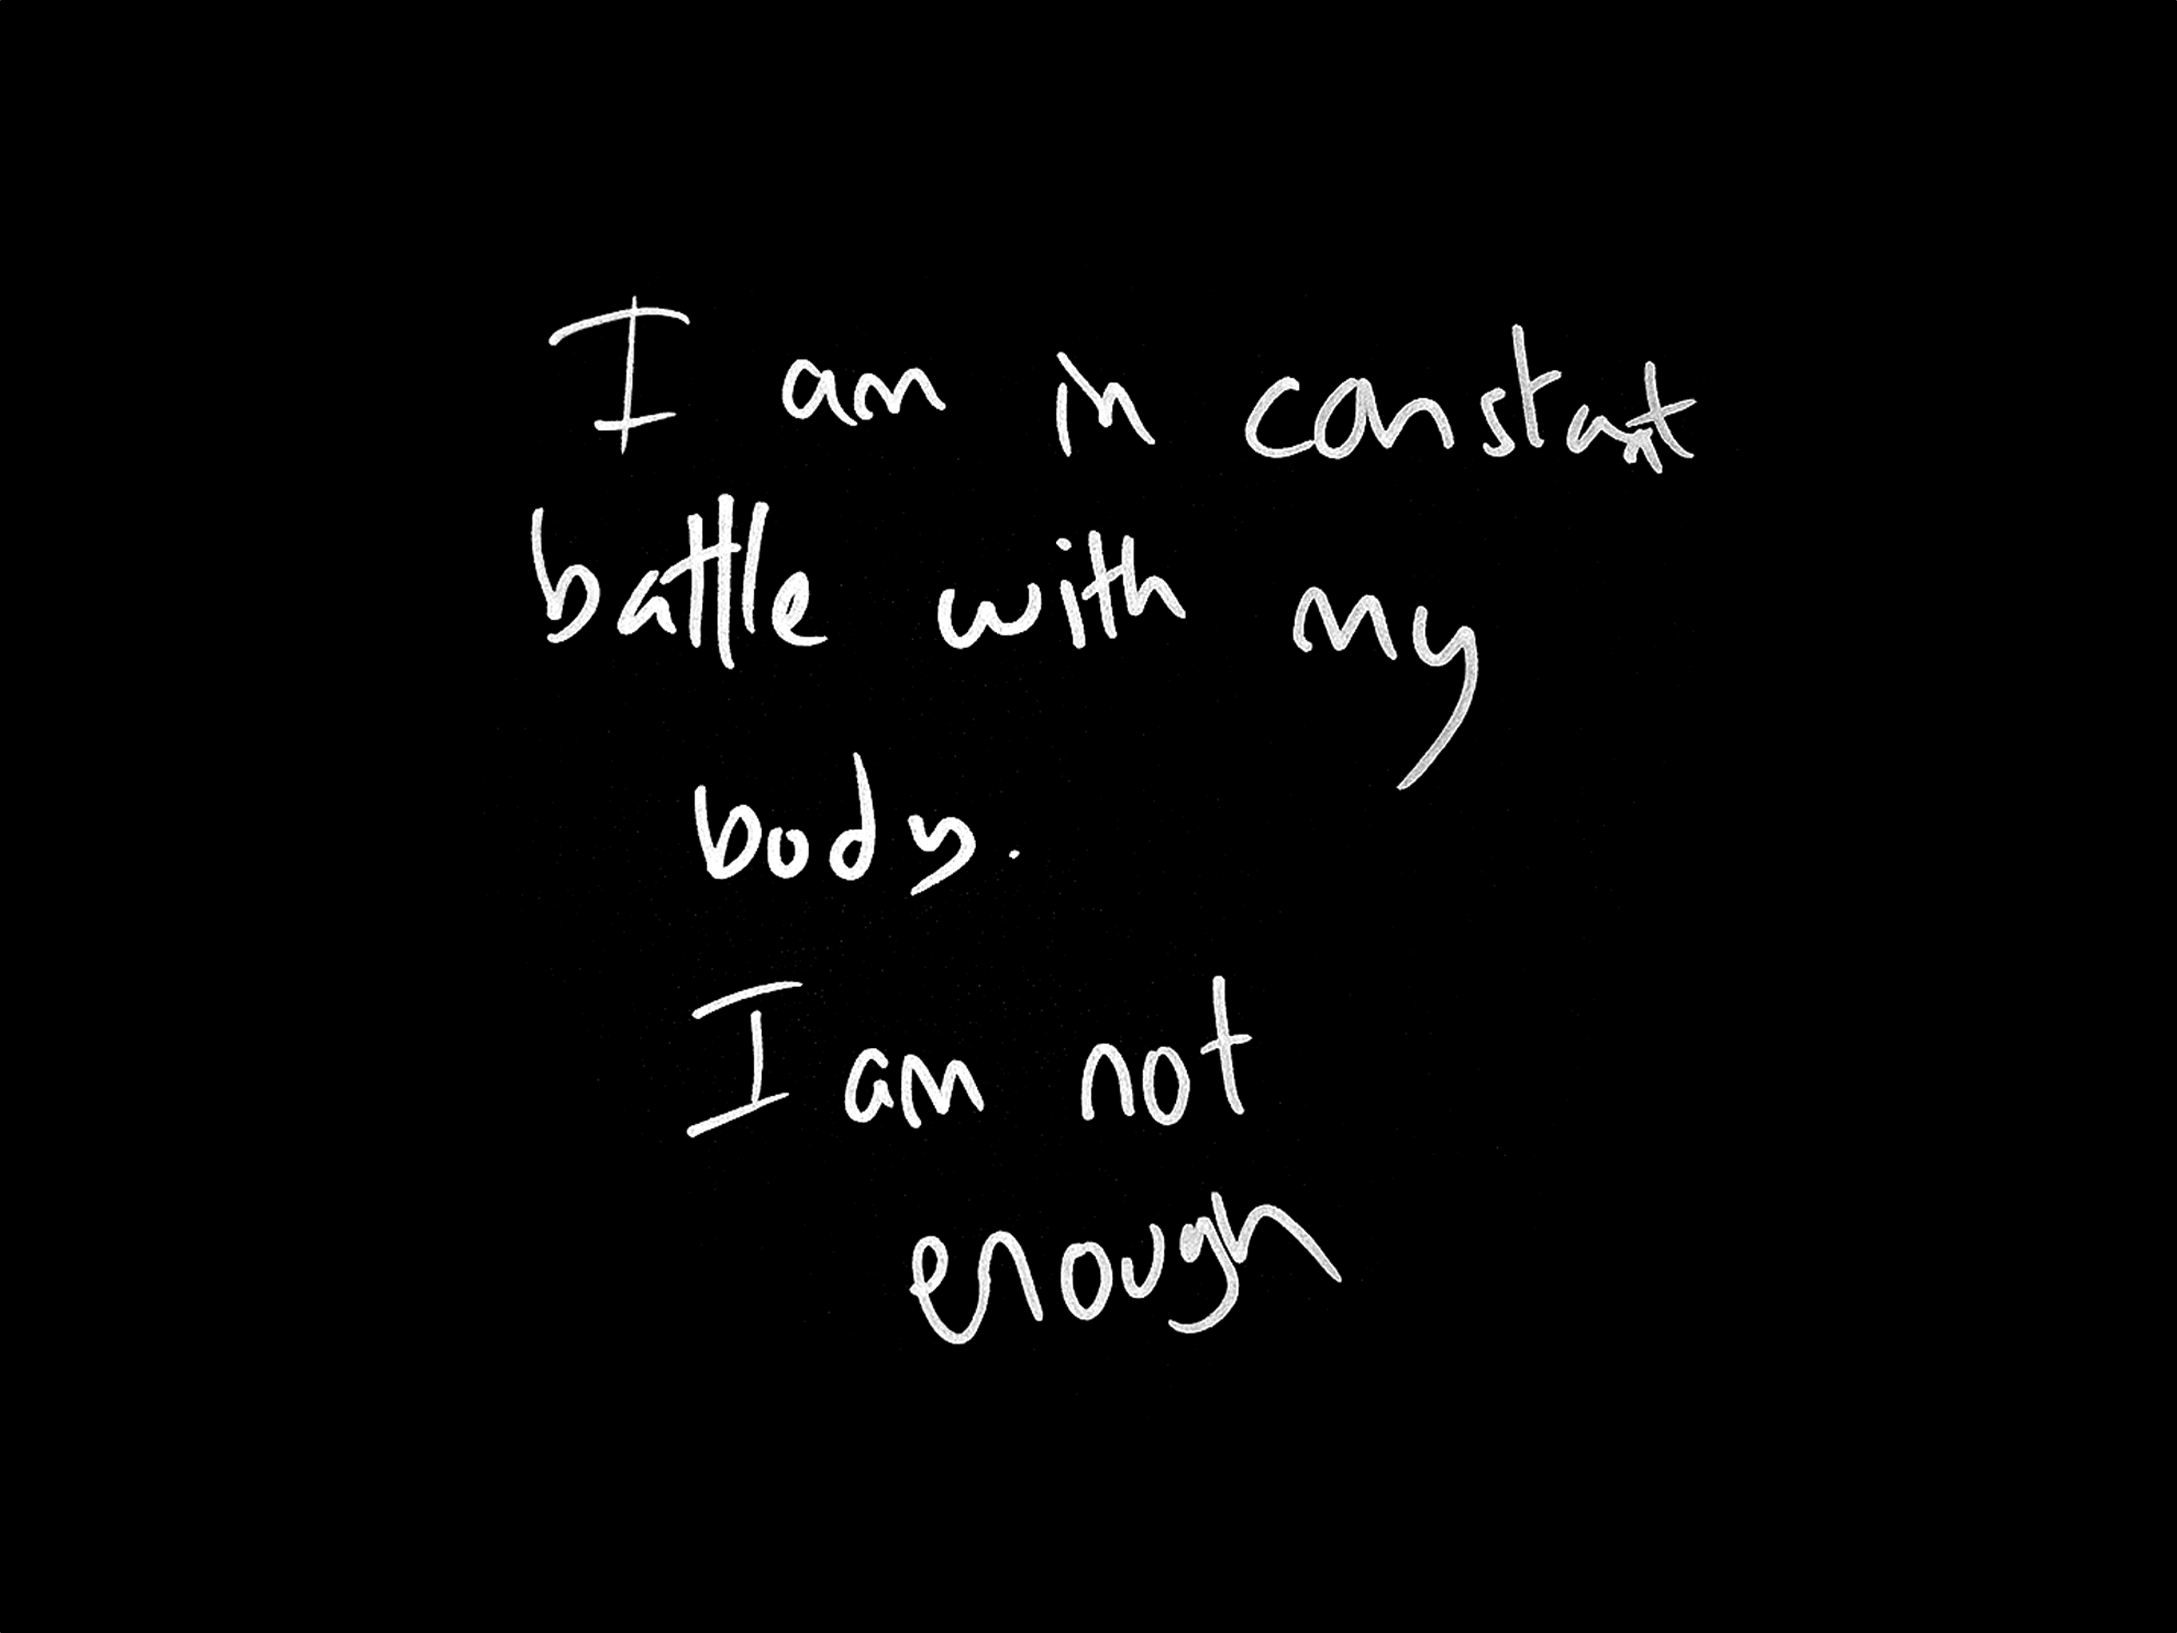 I am in constant
battle with my
body.
I am not
enough